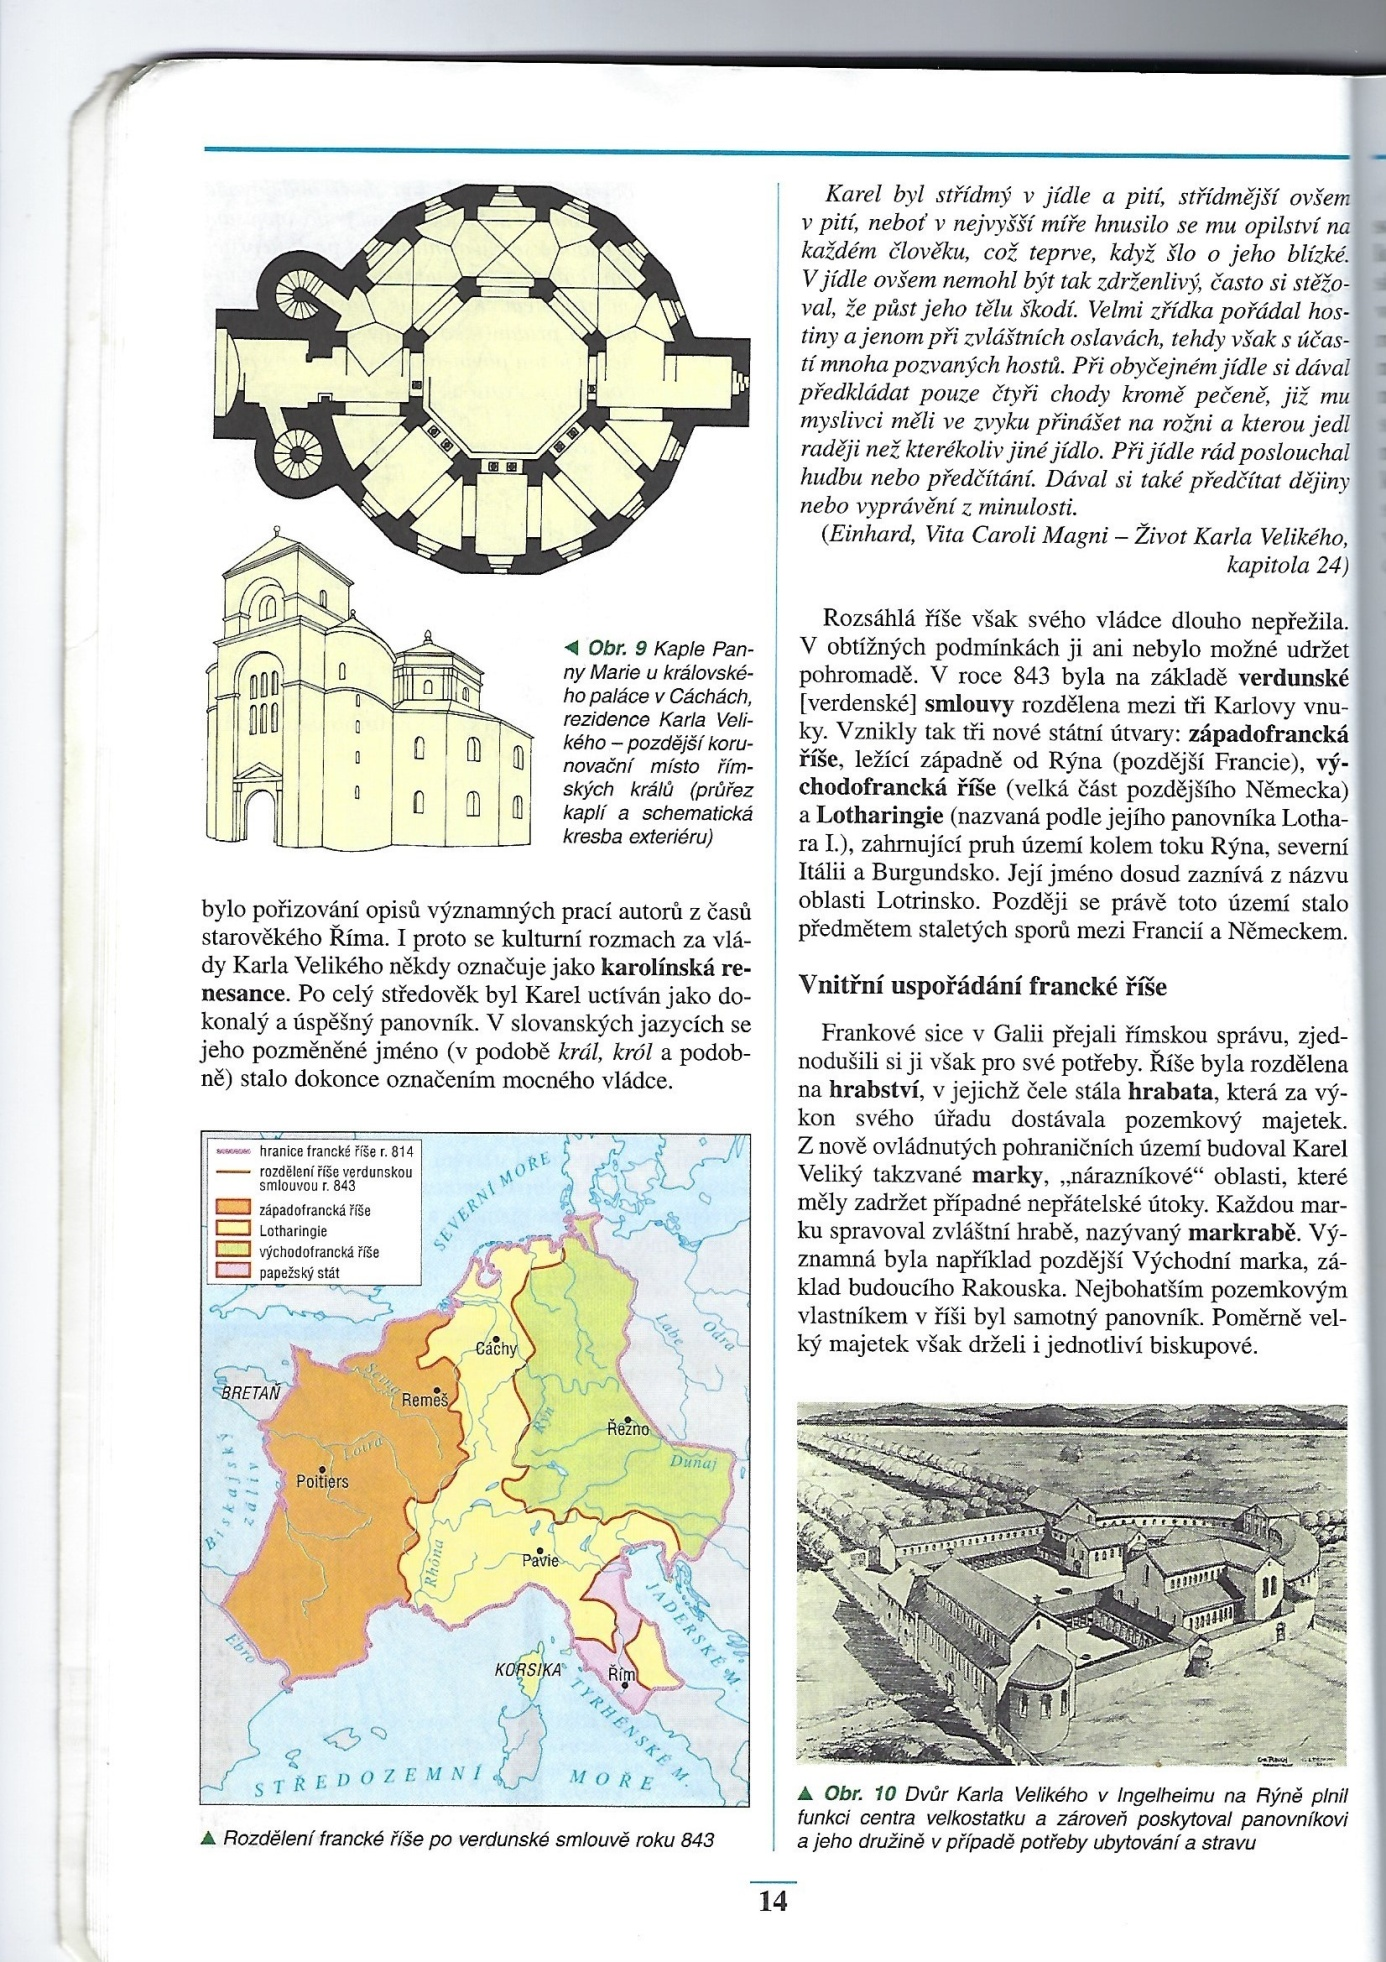 ◄ Obr. 9 Kaple Pan-
ny Marie u královské-
ho paláce v Cáchách,
rezidence Karla Veli-
kého – pozdější koru-
novační místo řím-
ských králů (průřez
kaplí a schematická
kresba exteriéru)
bylo pořizování opisů významných prací autorů z časů
starověkého Říma. I proto se kulturní rozmach za vlá-
dy Karla Velikého někdy označuje jako karolínská re-
nesance. Po celý středověk byl Karel uctíván jako do-
konalý a úspěšný panovník. V slovanských jazycích se
jeho pozměněné jméno (v podobě král, król a podob-
ně) stalo dokonce označením mocného vládce.
hranice francké říše r. 814
rozdělení říše verdunskou
smlouvou r. 843
západofrancká říše
Lotharingie
východofrancká říše
papežský stát
SEVERNÍ MOŘE
Labe
Odra
Cáchy
BRETAŇ
Seina
Remeš
Rýn
Řezno
Loira
Dunaj
Poitiers
Biskajský
záliv
Rhôna
Pavie
JADERSKÉ M.
Ebro
KORSIKA
Řím
TYRHÉNSKÉ M.
STŘEDOZEMNÍ MOŘE
▲ Rozdělení francké říše po verdunské smlouvě roku 843
Karel byl střídmý v jídle a pití, střídmější ovšem
v pití, neboť v nejvyšší míře hnusilo se mu opilství na
každém člověku, což teprve, když šlo o jeho blízké.
V jídle ovšem nemohl být tak zdrženlivý, často si stěžo-
val, že půst jeho tělu škodí. Velmi zřídka pořádal hos-
tiny a jenom při zvláštních oslavách, tehdy však s účas-
tí mnoha pozvaných hostů. Při obyčejném jídle si dával
předkládat pouze čtyři chody kromě pečeně, již mu
myslivci měli ve zvyku přinášet na rožni a kterou jedl
raději než kterékoliv jiné jídlo. Při jídle rád poslouchal
hudbu nebo předčítání. Dával si také předčítat dějiny
nebo vyprávění z minulosti.
(Einhard, Vita Caroli Magni – Život Karla Velikého,
kapitola 24)
Rozsáhlá říše však svého vládce dlouho nepřežila.
V obtížných podmínkách ji ani nebylo možné udržet
pohromadě. V roce 843 byla na základě verdunské
[verdenské] smlouvy rozdělena mezi tři Karlovy vnu-
ky. Vznikly tak tři nové státní útvary: západofrancká
říše, ležící západně od Rýna (pozdější Francie), vý-
chodofrancká říše (velká část pozdějšího Německa)
a Lotharingie (nazvaná podle jejího panovníka Lotha-
ra I.), zahrnující pruh území kolem toku Rýna, severní
Itálii a Burgundsko. Její jméno dosud zaznívá z názvu
oblasti Lotrinsko. Později se právě toto území stalo
předmětem staletých sporů mezi Francií a Německem.
Vnitřní uspořádání francké říše
Frankové sice v Galii přejali římskou správu, zjed-
nodušili si ji však pro své potřeby. Říše byla rozdělena
na hrabství, v jejichž čele stála hrabata, která za vý-
kon svého úřadu dostávala pozemkový majetek.
Z nově ovládnutých pohraničních území budoval Karel
Veliký takzvané marky, „nárazníkové“ oblasti, které
měly zadržet případné nepřátelské útoky. Každou mar-
ku spravoval zvláštní hrabě, nazývaný markrabě. Vý-
znamná byla například pozdější Východní marka, zá-
klad budoucího Rakouska. Nejbohatším pozemkovým
vlastníkem v říši byl samotný panovník. Poměrně vel-
ký majetek však drželi i jednotliví biskupové.
▲ Obr. 10 Dvůr Karla Velikého v Ingelheimu na Rýně plnil
funkci centra velkostatku a zároveň poskytoval panovníkovi
a jeho družině v případě potřeby ubytování a stravu
14